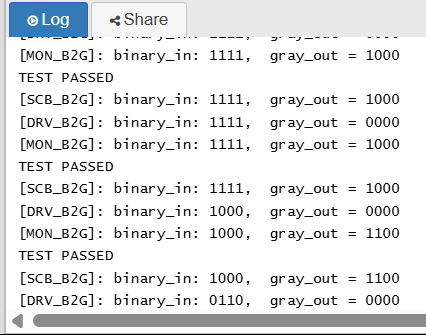 Log Share
[MON_B2G]: binary_in: 1111, gray_out = 1000
TEST PASSED
[SCB_B2G]: binary_in: 1111, gray_out = 1000
[DRV_B2G]: binary_in: 1111, gray_out = 0000
[MON_B2G]: binary_in: 1111, gray_out = 1000
TEST PASSED
[SCB_B2G]: binary_in: 1111, gray_out = 1000
[DRV_B2G]: binary_in: 1000, gray_out = 0000
[MON_B2G]: binary_in: 1000, gray_out = 1100
TEST PASSED
[SCB_B2G]: binary_in: 1000, gray_out = 1100
[DRV_B2G]: binary_in: 0110, gray_out = 0000